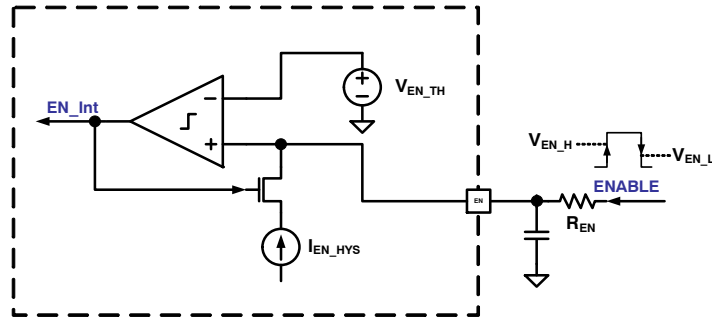 EN_Int
V_EN_TH
I_EN_HYS
EN
V_EN_H
V_EN_L
ENABLE
R_EN